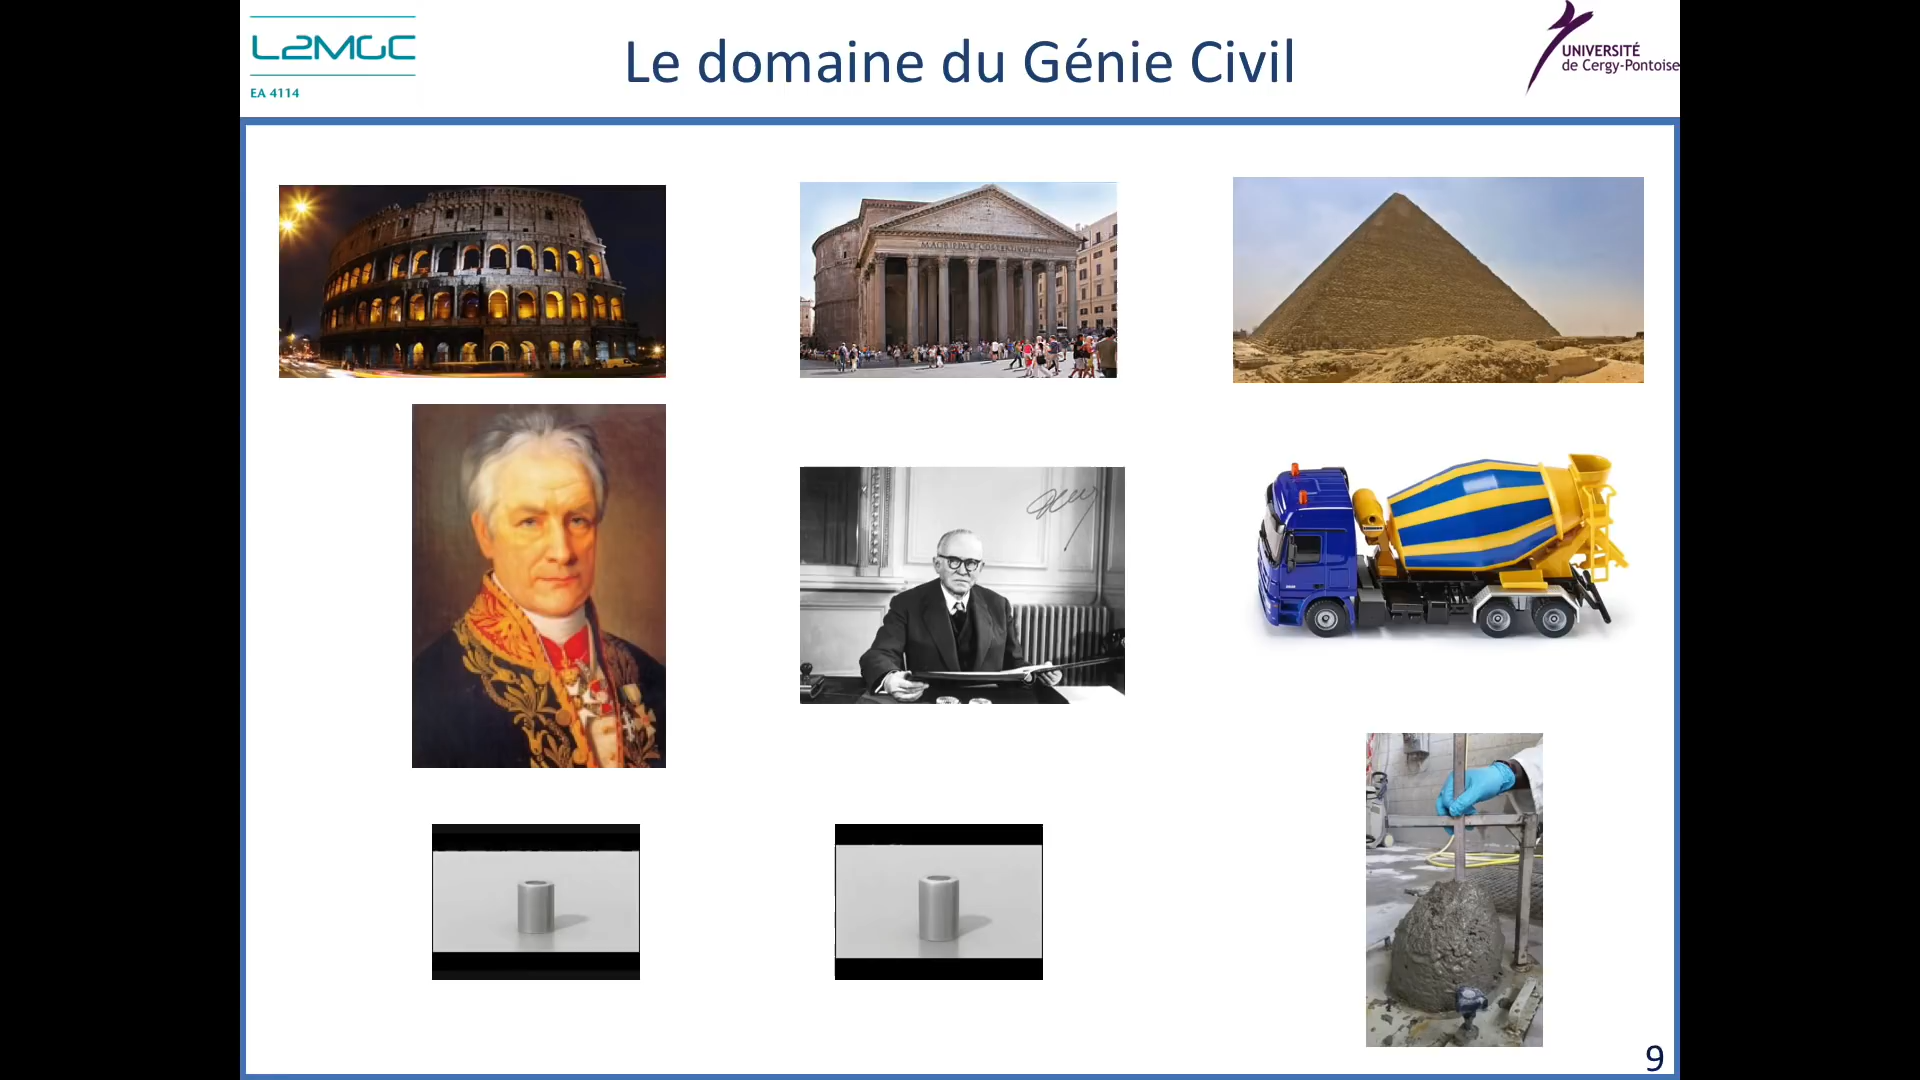 L2MGC
EA 4114
Le domaine du Génie Civil
UNIVERSITÉ
de Cergy-Pontoise
9